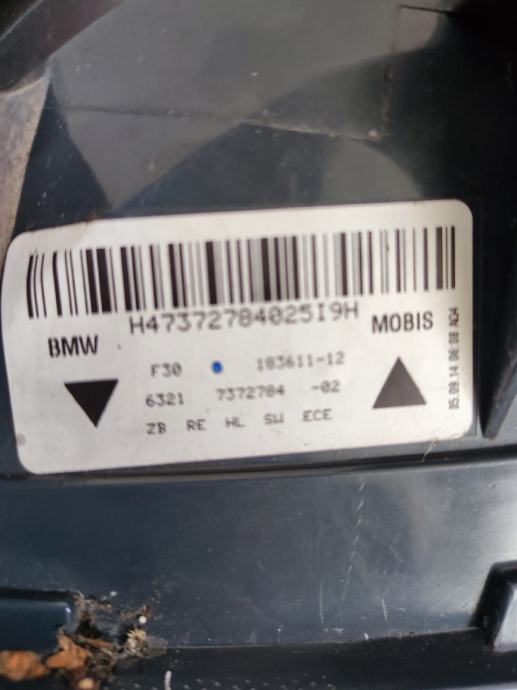 H47372784025I9H
BMW
MOBIS
F30 183611-12
6321 7372784 -02
ZB RE HL SW ECE
05.09.14 06:08 AQ4